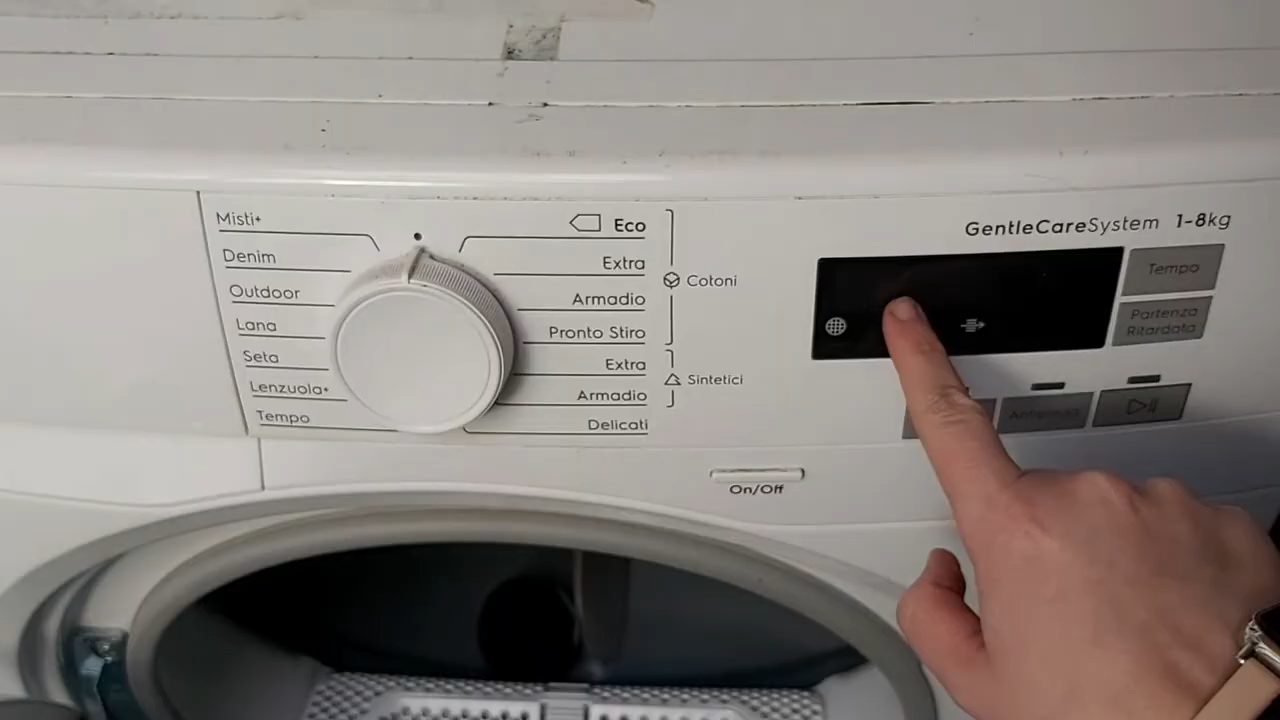 Misti+
Denim
Outdoor
Lana
Seta
Lenzuola+
Tempo
Eco
Extra
Armadio
Pronto Stiro
Extra
Armadio
Delicati
Cotoni
Sintetici
GentleCareSystem 1-8kg
Tempo
Partenza
Ritardata
On/Off